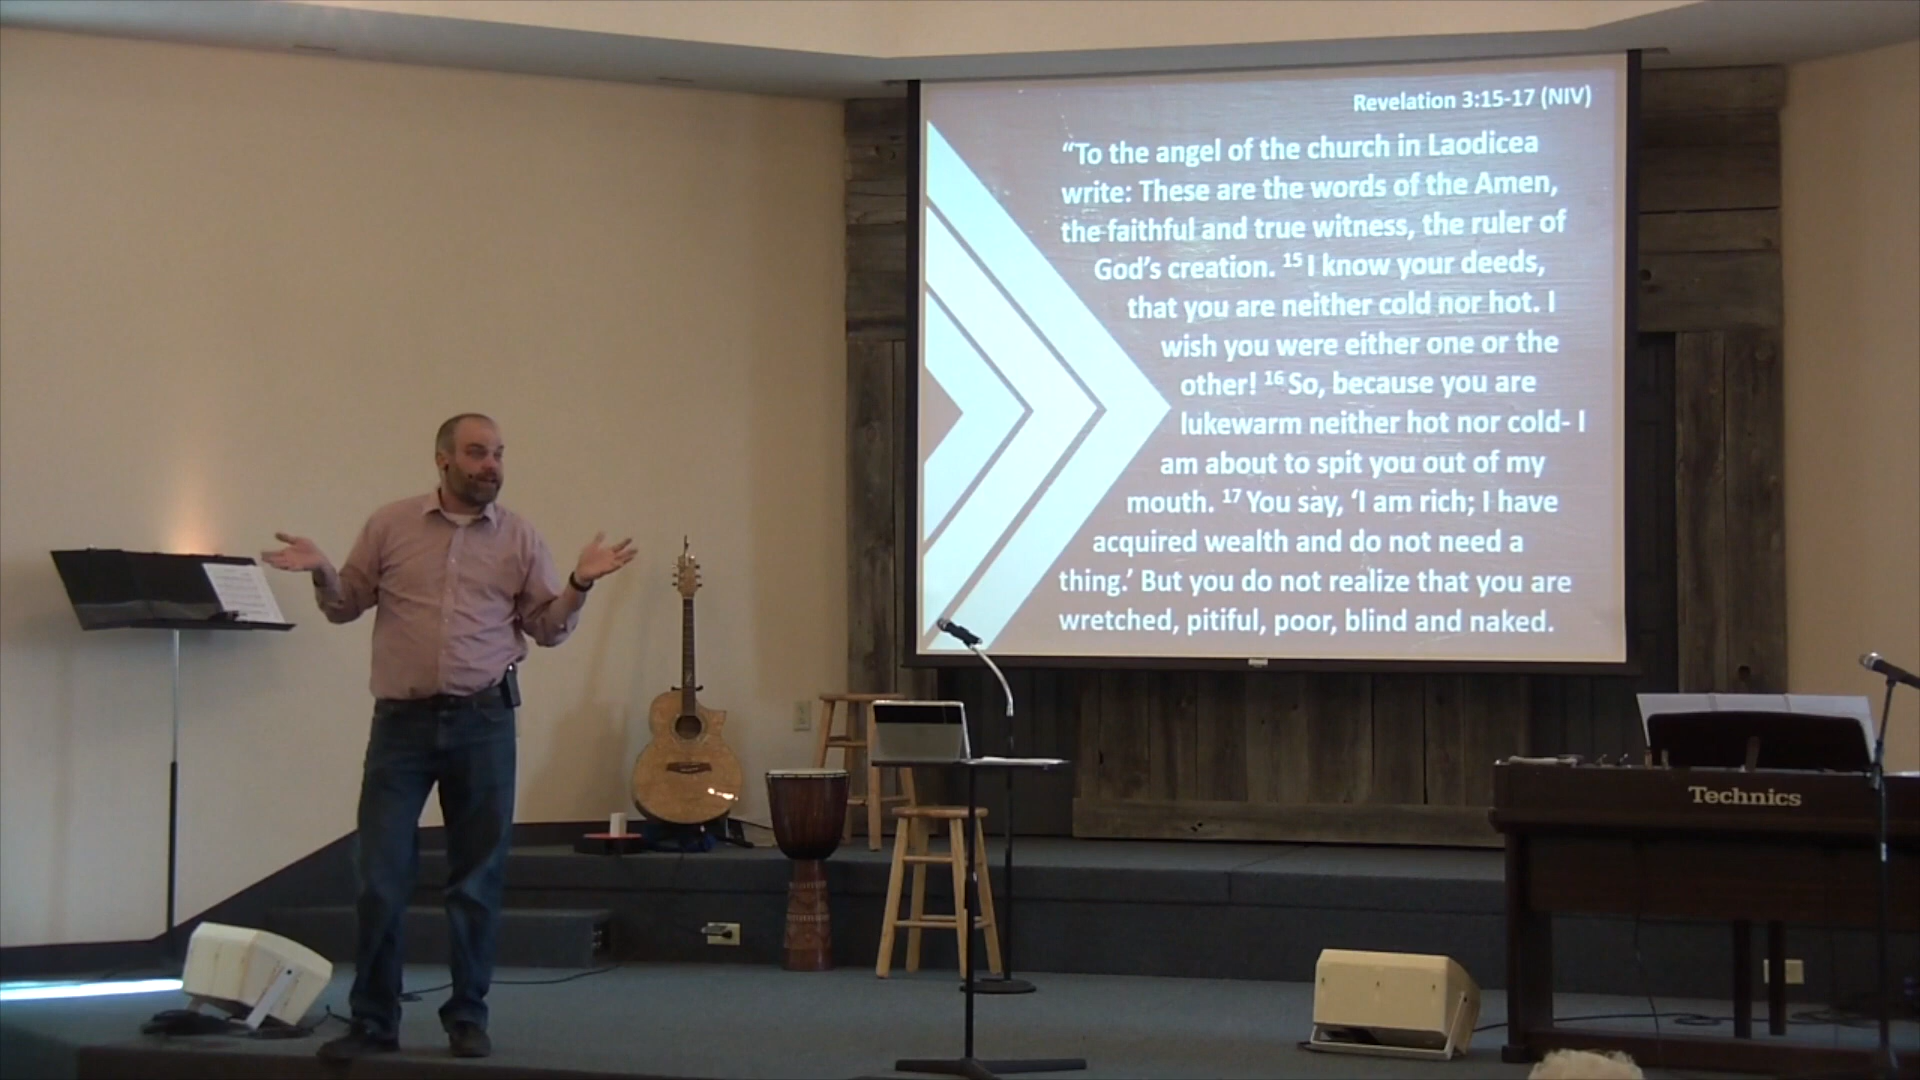 Revelation 3:15-17 (NIV)
“To the angel of the church in Laodicea
write: These are the words of the Amen,
the faithful and true witness, the ruler of
God’s creation. ¹⁵ I know your deeds,
that you are neither cold nor hot. I
wish you were either one or the
other! ¹⁶ So, because you are
lukewarm neither hot nor cold- I
am about to spit you out of my
mouth. ¹⁷ You say, ‘I am rich; I have
acquired wealth and do not need a
thing.’ But you do not realize that you are
wretched, pitiful, poor, blind and naked.
Technics